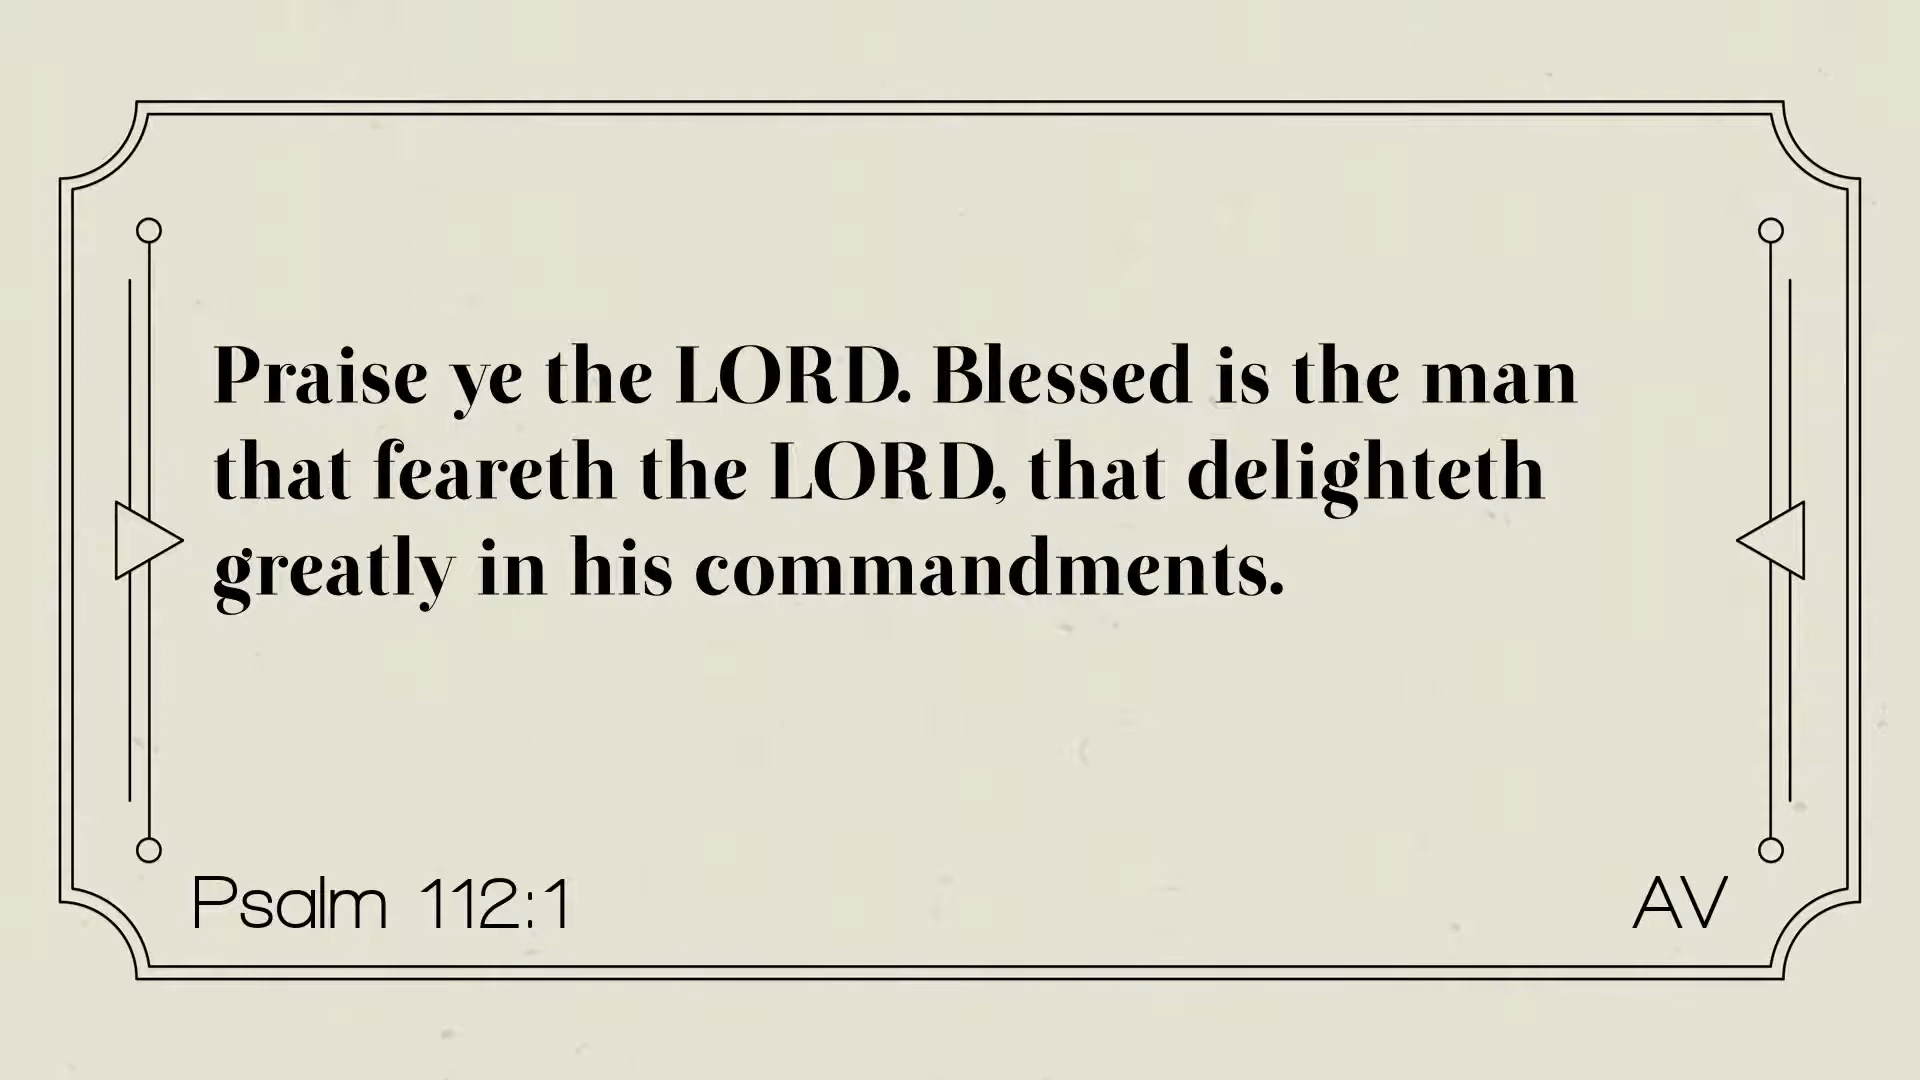 Praise ye the LORD. Blessed is the man
that feareth the LORD, that delighteth
greatly in his commandments.
Psalm 112:1
AV